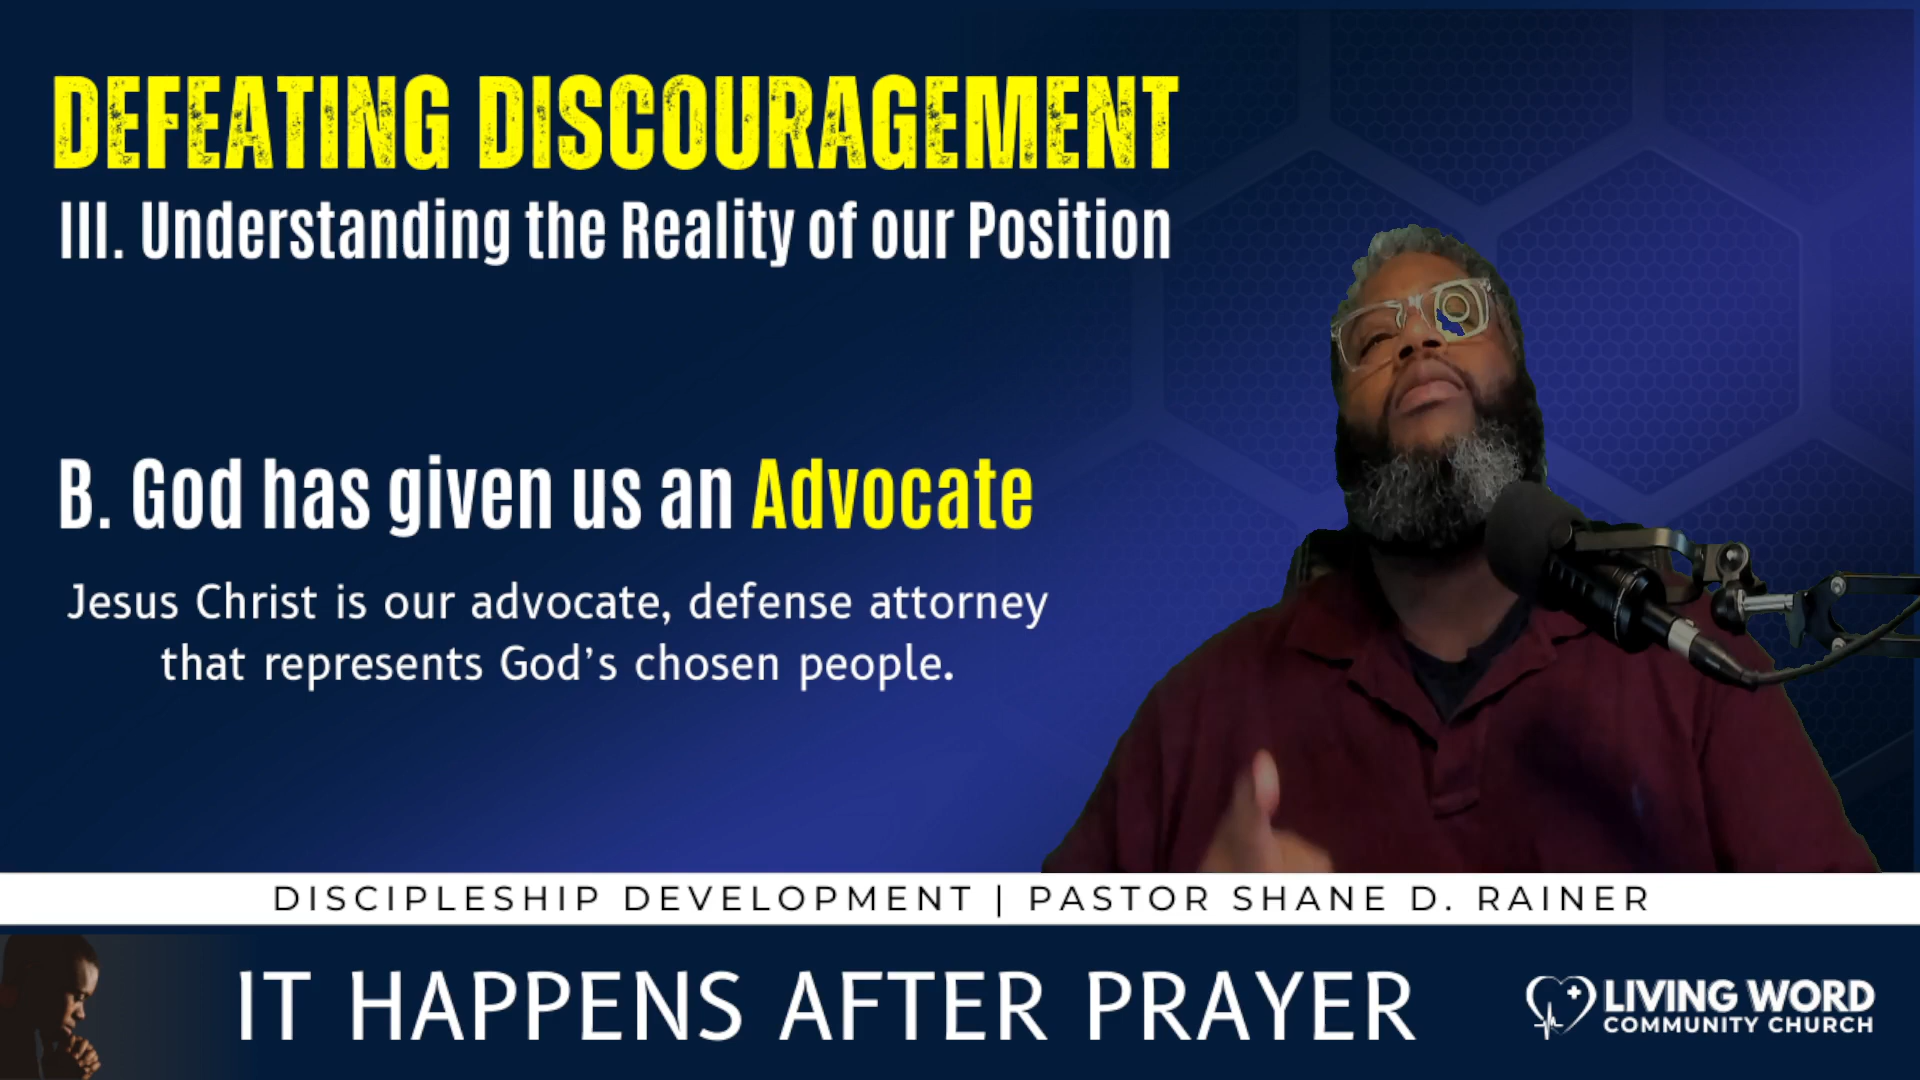 DEFEATING DISCOURAGEMENT
III. Understanding the Reality of our Position
B. God has given us an Advocate
Jesus Christ is our advocate, defense attorney
that represents God's chosen people.
DISCIPLESHIP DEVELOPMENT | PASTOR SHANE D. RAINER
IT HAPPENS AFTER PRAYER
LIVING WORD
COMMUNITY CHURCH